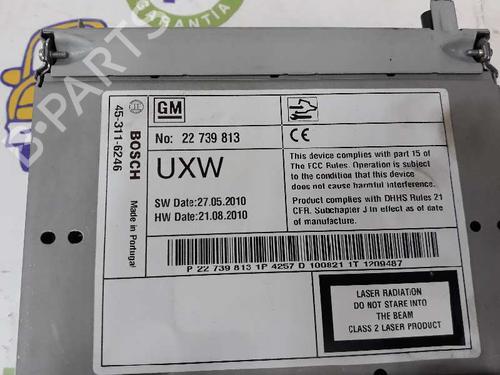 GARANTIA
B-PARTS
GM
No: 22 739 813
UXW
SW Date:27.05.2010
HW Date:21.08.2010
BOSCH
45-311-6246
Made in Portugal
CE
This device complies with part 15 of
The FCC Rules. Operation is subject
to the condition that this device
does not cause harmful interference.
Product complies with DHHS Rules 21
CFR. Subchapter J in effect as of date
of manufacture.
P 22 739 813 1P 4257 D 100821 1T 1209487
LASER RADIATION
DO NOT STARE INTO
THE BEAM
CLASS 2 LASER PRODUCT